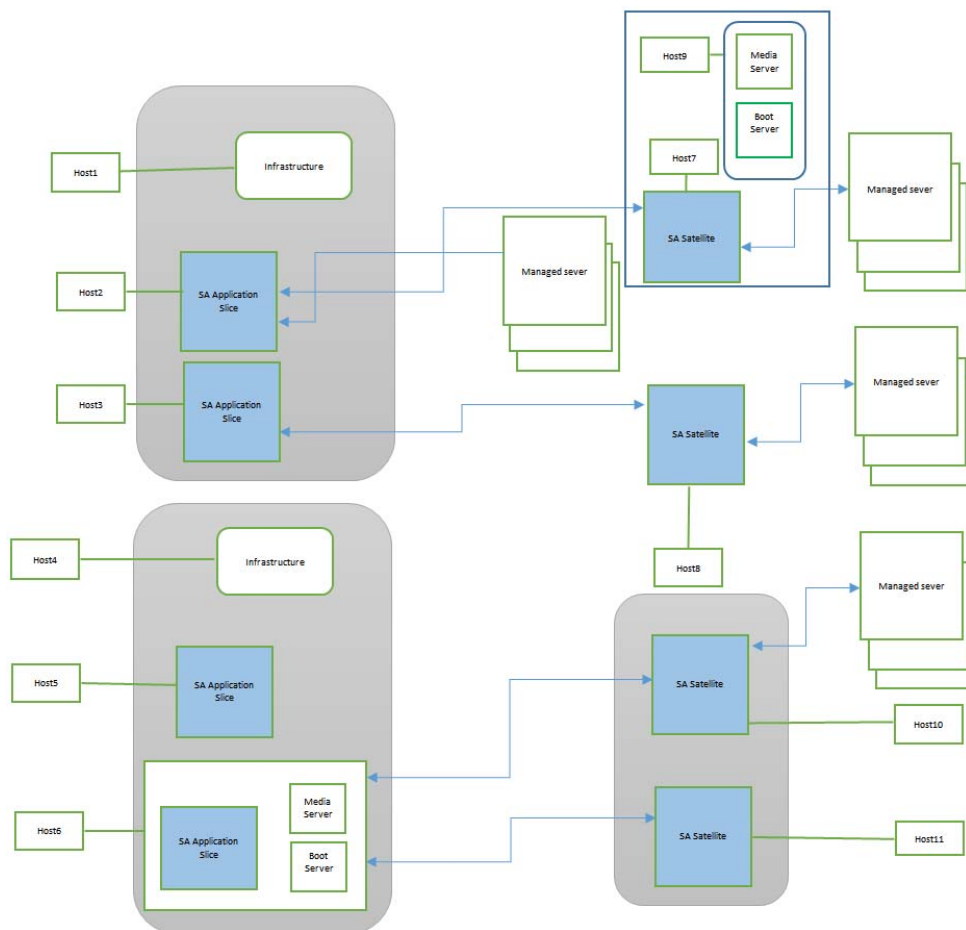 Host9
Media
Server
Boot
Server
Host7
SA Satellite
Managed sever
Host1
Infrastructure
Host2
SA Application
Slice
Managed sever
Host3
SA Application
Slice
SA Satellite
Managed sever
Host8
Host4
Infrastructure
Managed sever
Host5
SA Application
Slice
SA Satellite
Host10
Host6
SA Application
Slice
Media
Server
Boot
Server
SA Satellite
Host11